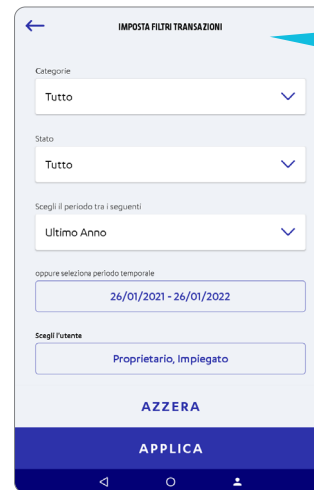 IMPOSTA FILTRI TRANSAZIONI
Categorie
Tutto
Stato
Tutto
Scegli il periodo tra i seguenti
Ultimo Anno
oppure seleziona periodo temporale
26/01/2021 - 26/01/2022
Scegli l'utente
Proprietario, Impiegato
AZZERA
APPLICA